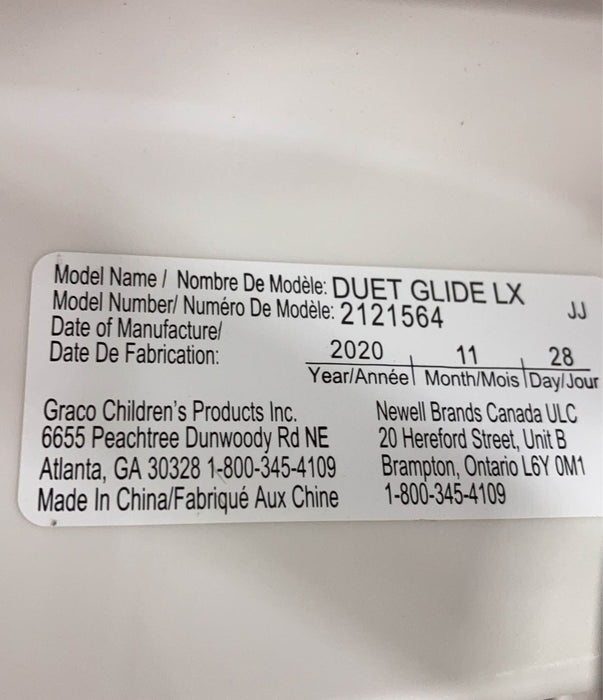 Model Name / Nombre De Modèle: DUET GLIDE LX
Model Number/ Numéro De Modèle: 2121564 JJ
Date of Manufacture/
Date De Fabrication: 2020 11 28
Year/Année Month/Mois Day/Jour
Graco Children's Products Inc.
6655 Peachtree Dunwoody Rd NE
Atlanta, GA 30328 1-800-345-4109
Made In China/Fabriqué Aux Chine
Newell Brands Canada ULC
20 Hereford Street, Unit B
Brampton, Ontario L6Y 0M1
1-800-345-4109